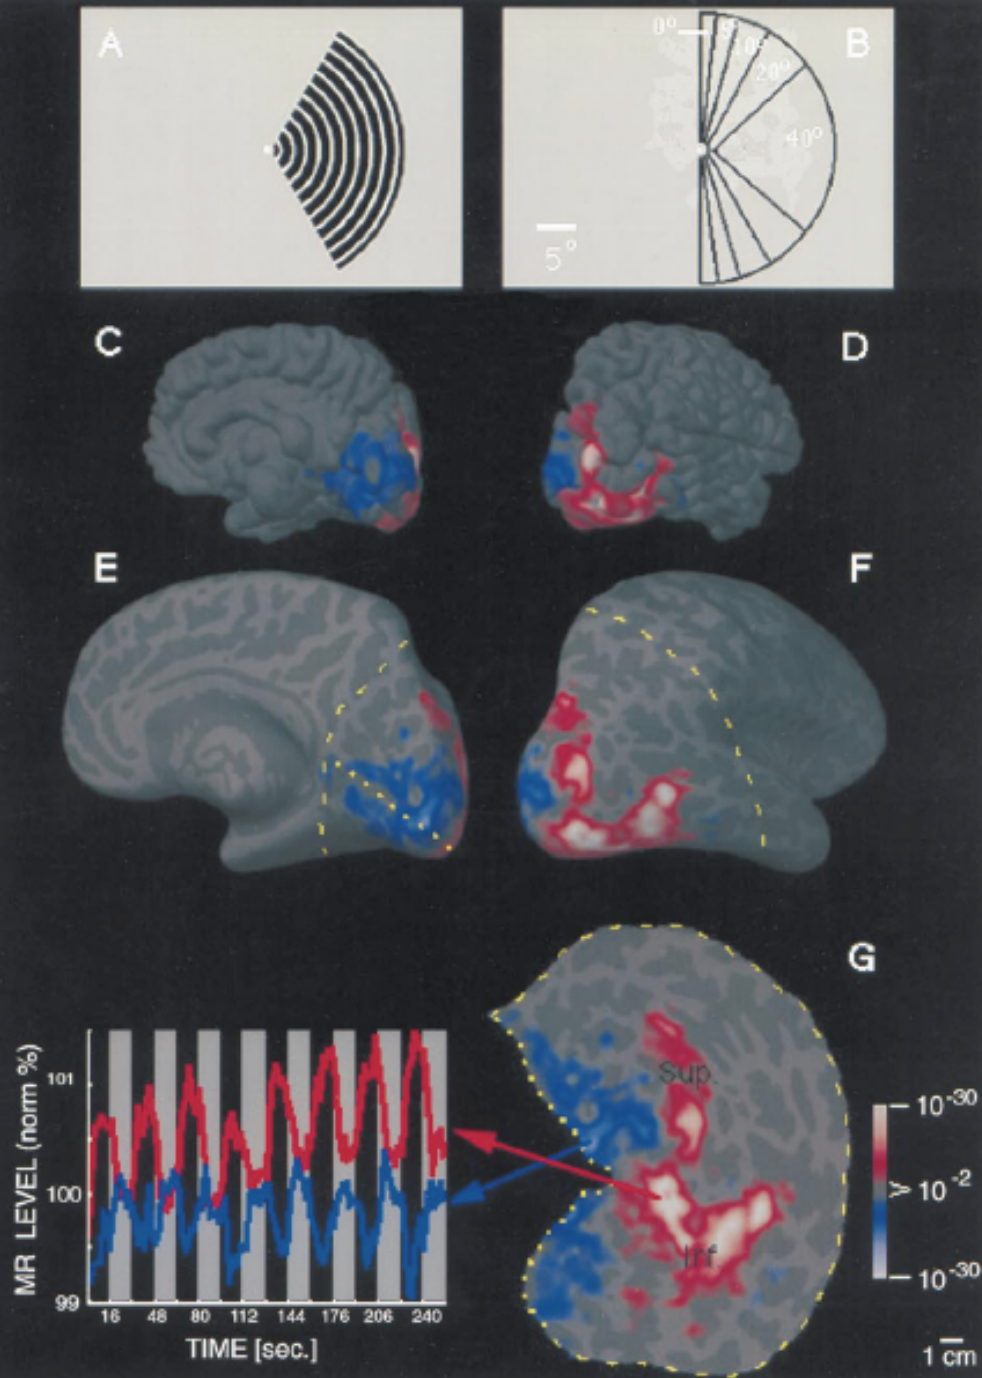 A
B
0° 5° 10°
20°
40°
5°
C
D
E
F
G
Sup.
Inf
MR LEVEL (norm %)
101
100
99
16 48 80 112 144 176 206 240
TIME [sec.]
10-30
> 10-2
10-30
1 cm